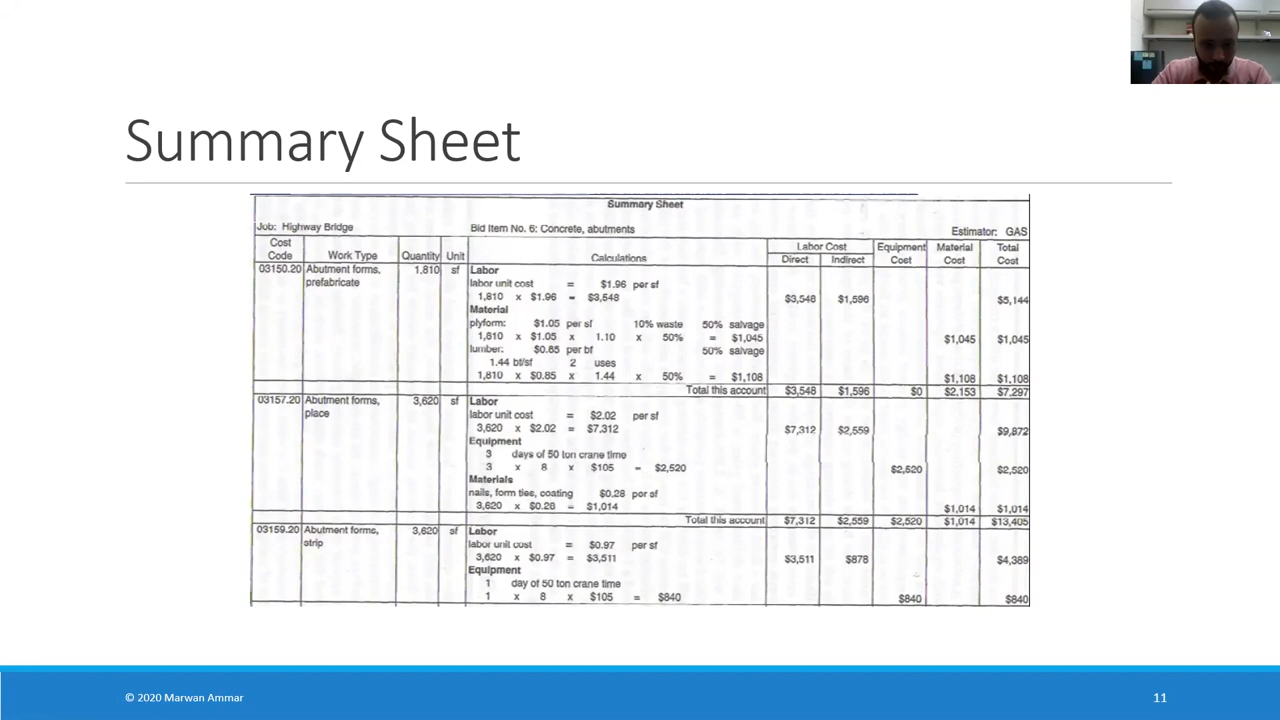 Summary Sheet
Summary Sheet
Job: Highway Bridge Bid Item No. 6: Concrete, abutments Estimator: GAS
Cost Code Work Type Quantity Unit Calculations Labor Cost Direct Indirect Equipment Cost Material Cost Total Cost
03150.20 Abutment forms, 1,810 sf Labor
prefabricate labor unit cost = $1.96 per sf
1,810 x $1.96 = $3,548 $3,548 $1,596 $5,144
Material
plyform: $1.05 per sf 10% waste 50% salvage
1,810 x $1.05 x 1.10 x 50% = $1,045 $1,045 $1,045
lumber: $0.85 per bf 50% salvage
1.44 bf/sf 2 uses
1,810 x $0.85 x 1.44 x 50% = $1,108 $1,108 $1,108
Total this account $3,548 $1,596 $0 $2,153 $7,297
03157.20 Abutment forms, 3,620 sf Labor
place labor unit cost = $2.02 per sf
3,620 x $2.02 = $7,312 $7,312 $2,559 $9,872
Equipment
3 days of 50 ton crane time
3 x 8 x $105 = $2,520 $2,520 $2,520
Materials
nails, form ties, coating $0.28 per sf
3,620 x $0.28 = $1,014 $1,014 $1,014
Total this account $7,312 $2,559 $2,520 $1,014 $13,405
03159.20 Abutment forms, 3,620 sf Labor
strip labor unit cost = $0.97 per sf
3,620 x $0.97 = $3,511 $3,511 $878 $4,389
Equipment
1 day of 50 ton crane time
1 x 8 x $105 = $840 $840 $840
© 2020 Marwan Ammar 11